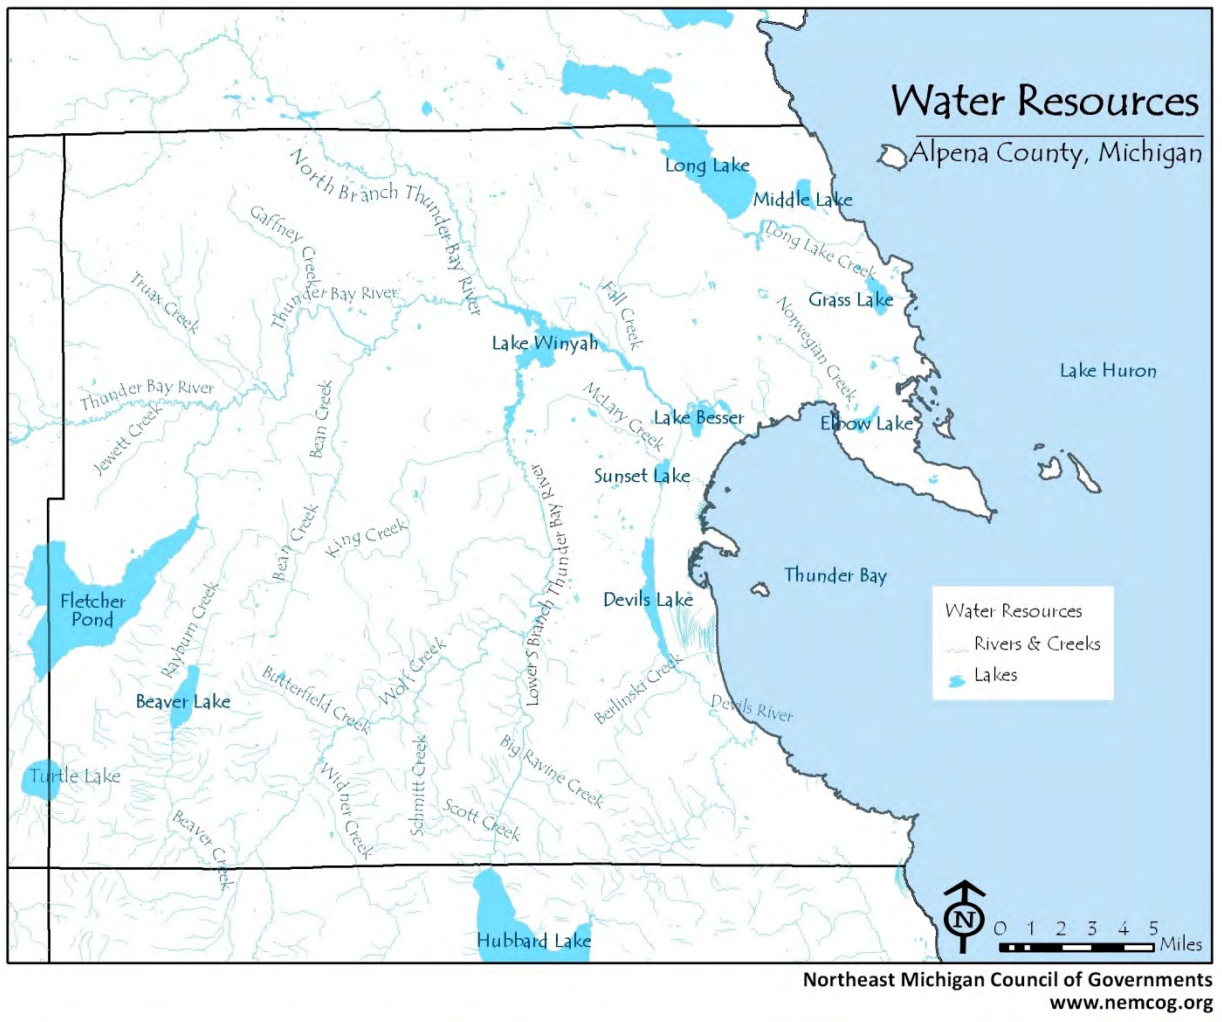 Water Resources
Alpena County, Michigan
Long Lake
Middle Lake
North Branch Thunder Bay River
Gaffney Creek
Long Lake Creek
Truax Creek
Thunder Bay River
Fall Creek
Grass Lake
Norwegian Creek
Lake Winyah
Lake Huron
Thunder Bay River
Jewett Creek
Bean Creek
McLary Creek
Lake Besser
Elbow Lake
Sunset Lake
Lower S Branch Thunder Bay River
Bean Creek
King Creek
Thunder Bay
Fletcher
Pond
Rayburn Creek
Devils Lake
Water Resources
Rivers & Creeks
Lakes
Wolf Creek
Butterfield Creek
Beaver Lake
Berlinski Creek
Devils River
Turtle Lake
Big Ravine Creek
Schmitt Creek
Widner Creek
Scott Creek
Beaver Creek
Hubbard Lake
N
0 1 2 3 4 5
Miles
Northeast Michigan Council of Governments
www.nemcog.org